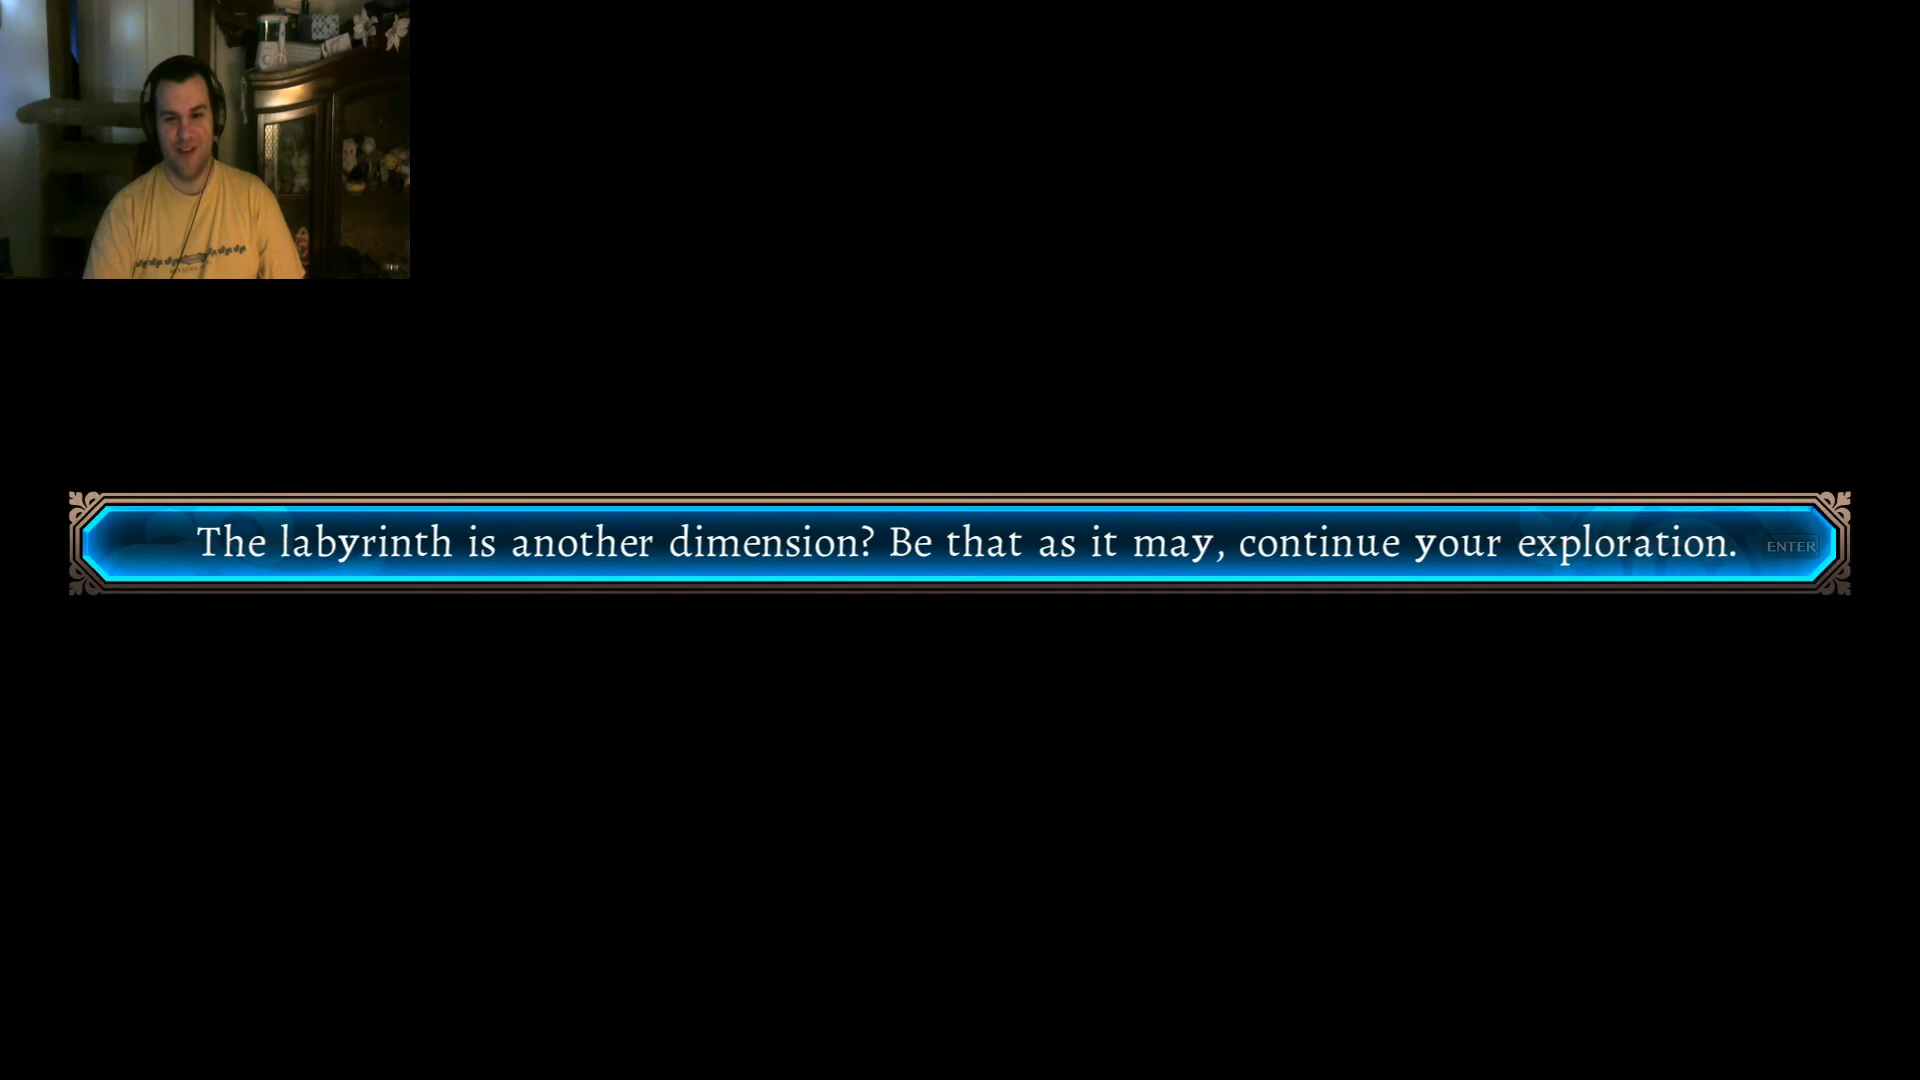 The labyrinth is another dimension? Be that as it may, continue your exploration.
ENTER